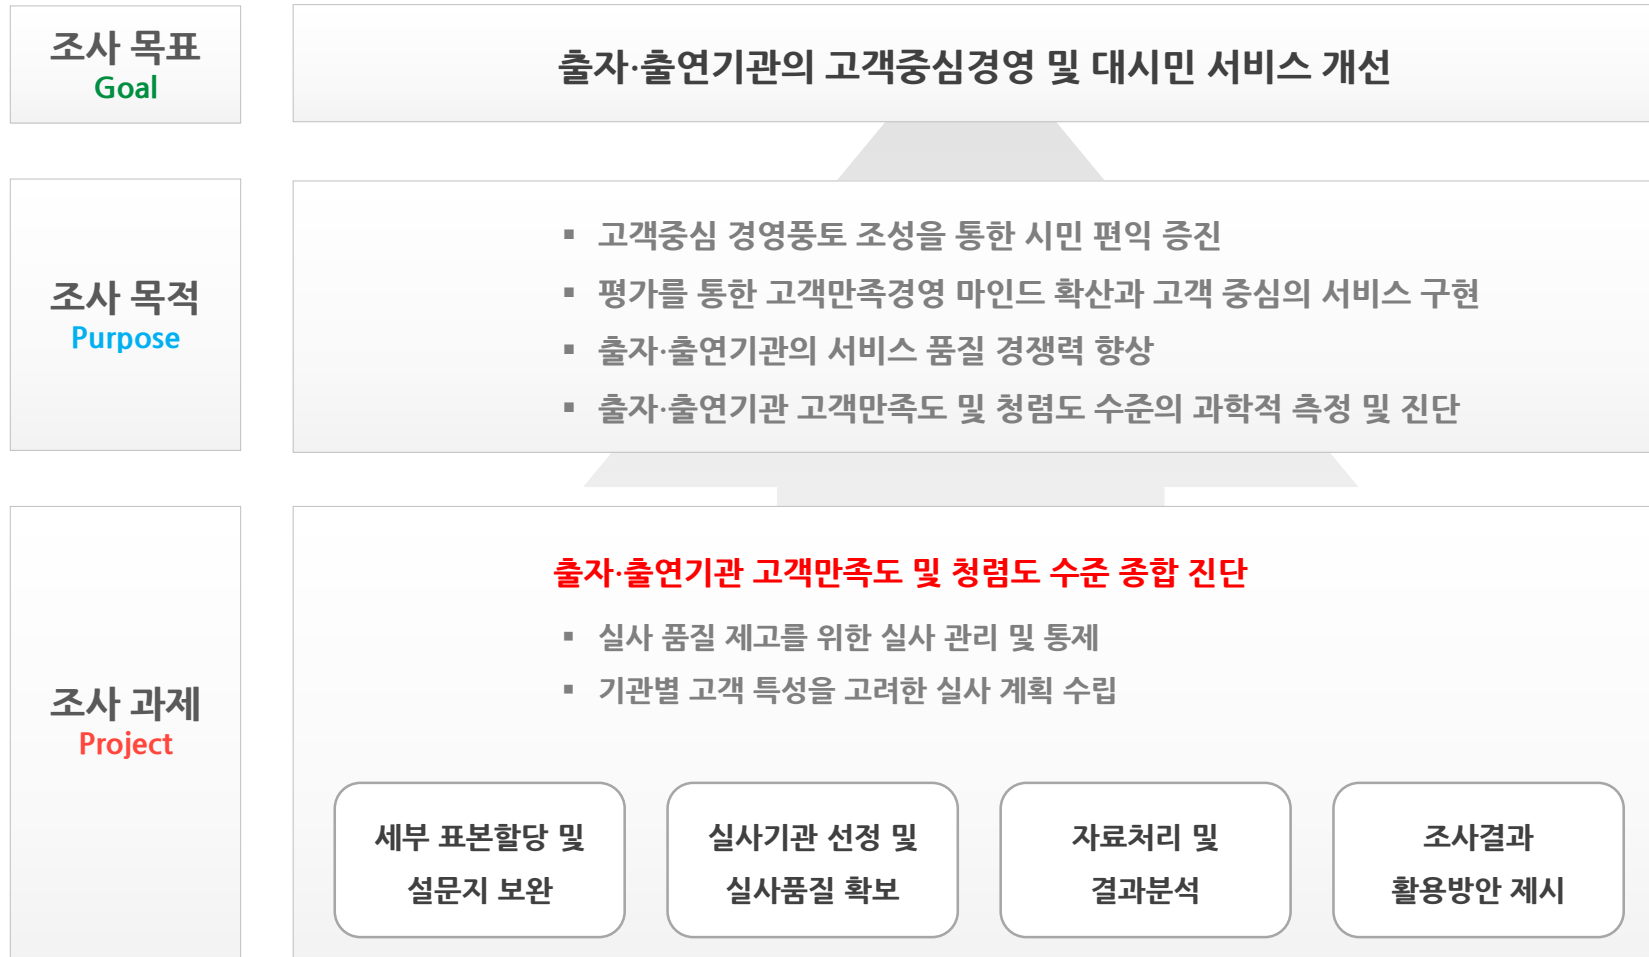 조사 목표
Goal
출자·출연기관의 고객중심경영 및 대시민 서비스 개선
조사 목적
Purpose
▪ 고객중심 경영풍토 조성을 통한 시민 편익 증진
▪ 평가를 통한 고객만족경영 마인드 확산과 고객 중심의 서비스 구현
▪ 출자·출연기관의 서비스 품질 경쟁력 향상
▪ 출자·출연기관 고객만족도 및 청렴도 수준의 과학적 측정 및 진단
조사 과제
Project
출자·출연기관 고객만족도 및 청렴도 수준 종합 진단
▪ 실사 품질 제고를 위한 실사 관리 및 통제
▪ 기관별 고객 특성을 고려한 실사 계획 수립
세부 표본할당 및
설문지 보완
실사기관 선정 및
실사품질 확보
자료처리 및
결과분석
조사결과
활용방안 제시